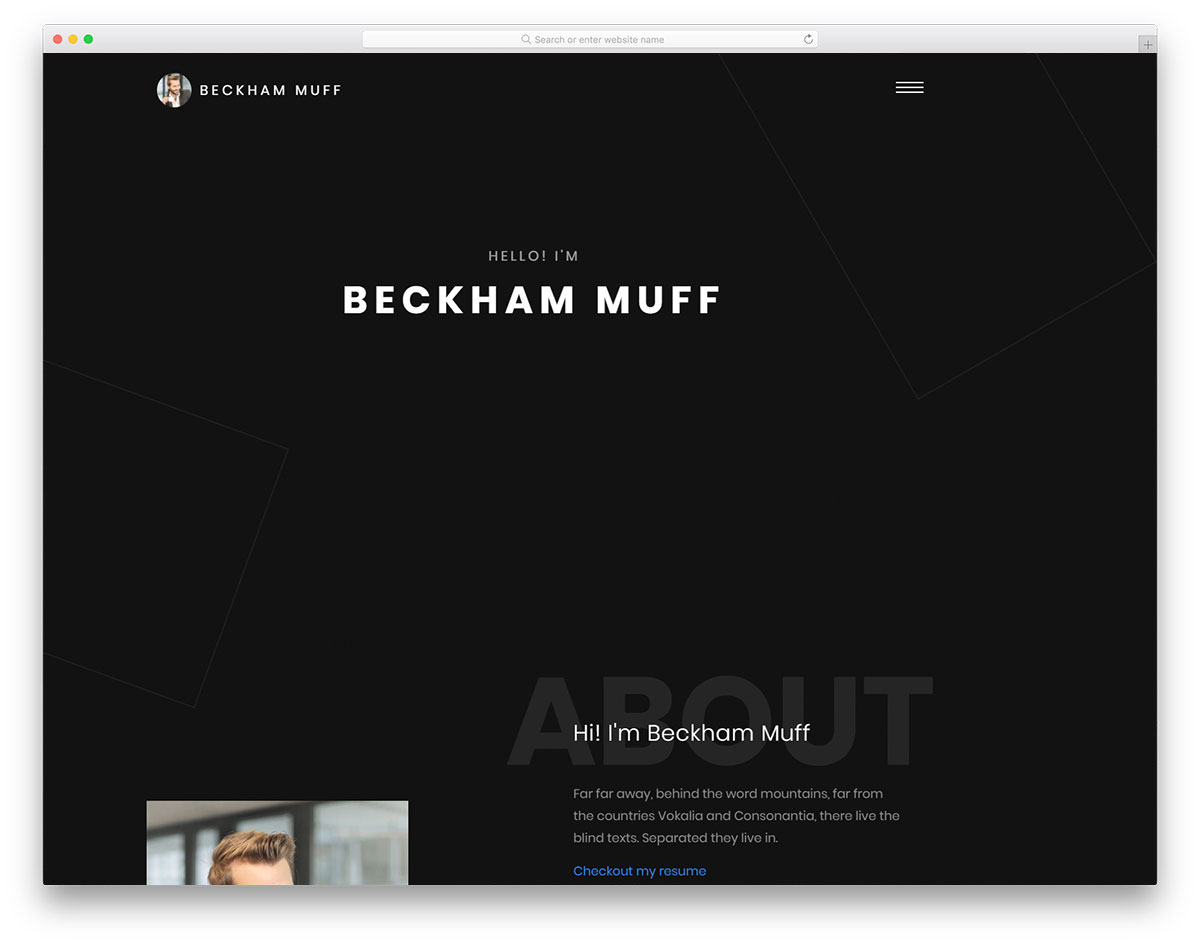 Search or enter website name
BECKHAM MUFF
HELLO! I'M
BECKHAM MUFF
ABOUT
Hi! I'm Beckham Muff
Far far away, behind the word mountains, far from
the countries Vokalia and Consonantia, there live the
blind texts. Separated they live in.
Checkout my resume